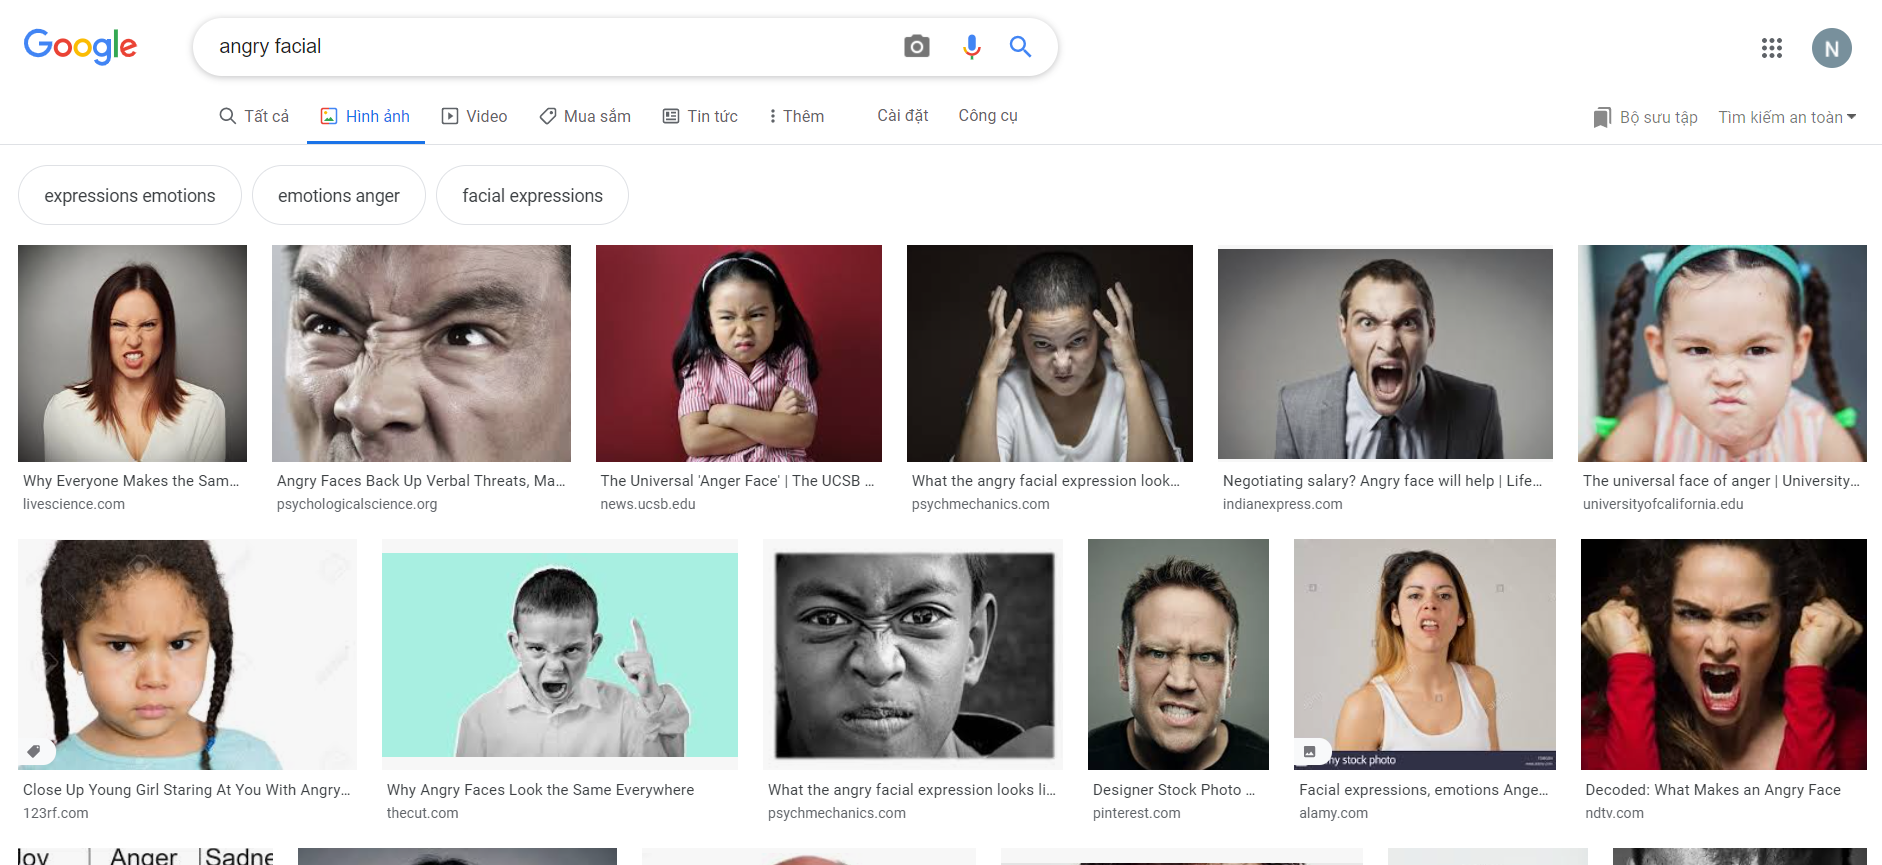 Google
angry facial
N
Tất cả
Hình ảnh
Video
Mua sắm
Tin tức
Thêm
Cài đặt
Công cụ
Bộ sưu tập
Tìm kiếm an toàn
expressions emotions
emotions anger
facial expressions
Why Everyone Makes the Sam...
livescience.com
Angry Faces Back Up Verbal Threats, Ma...
psychologicalscience.org
The Universal 'Anger Face' | The UCSB ...
news.ucsb.edu
What the angry facial expression look...
psychmechanics.com
Negotiating salary? Angry face will help | Life...
indianexpress.com
The universal face of anger | University...
universityofcalifornia.edu
stock photo
Close Up Young Girl Staring At You With Angry...
123rf.com
Why Angry Faces Look the Same Everywhere
thecut.com
What the angry facial expression looks li...
psychmechanics.com
Designer Stock Photo ...
pinterest.com
Facial expressions, emotions Ange...
alamy.com
Decoded: What Makes an Angry Face
ndtv.com
Anger